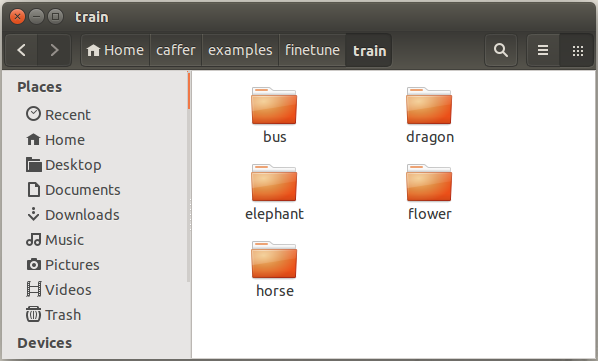 train
Home caffer examples finetune train
Places
Recent
Home
Desktop
Documents
Downloads
Music
Pictures
Videos
Trash
Devices
bus dragon
elephant flower
horse